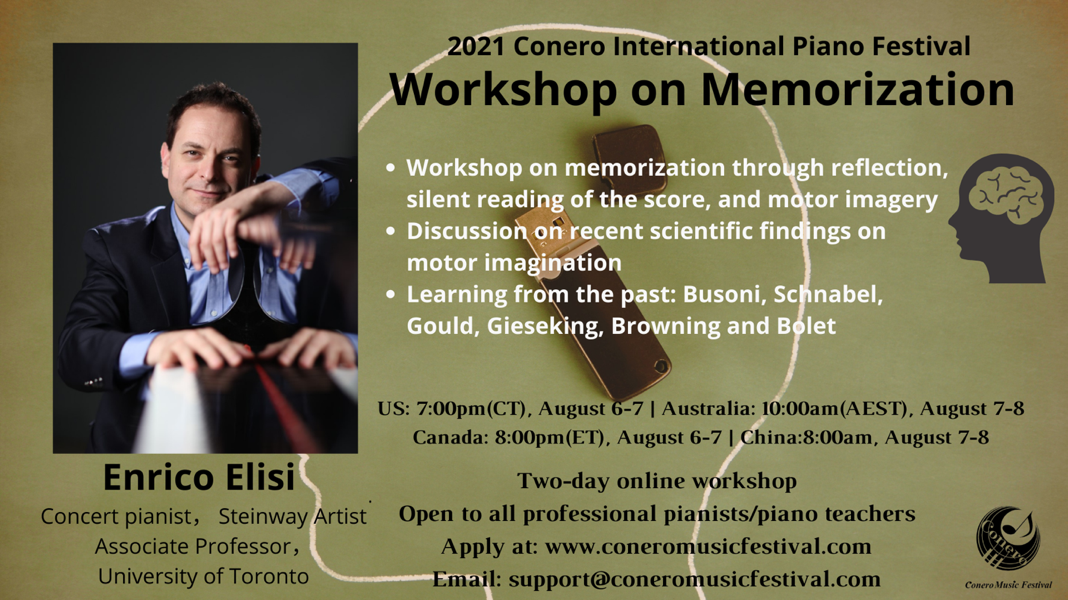 2021 Conero International Piano Festival
Workshop on Memorization
• Workshop on memorization through reflection,
silent reading of the score, and motor imagery
• Discussion on recent scientific findings on
motor imagination
• Learning from the past: Busoni, Schnabel,
Gould, Gieseking, Browning and Bolet
US: 7:00pm(CT), August 6-7 | Australia: 10:00am(AEST), August 7-8
Canada: 8:00pm(ET), August 6-7 | China:8:00am, August 7-8
Enrico Elisi
Concert pianist， Steinway Artist
Associate Professor，
University of Toronto
Two-day online workshop
Open to all professional pianists/piano teachers
Apply at: www.coneromusicfestival.com
Email: support@coneromusicfestival.com
Conero
Conero Music Festival